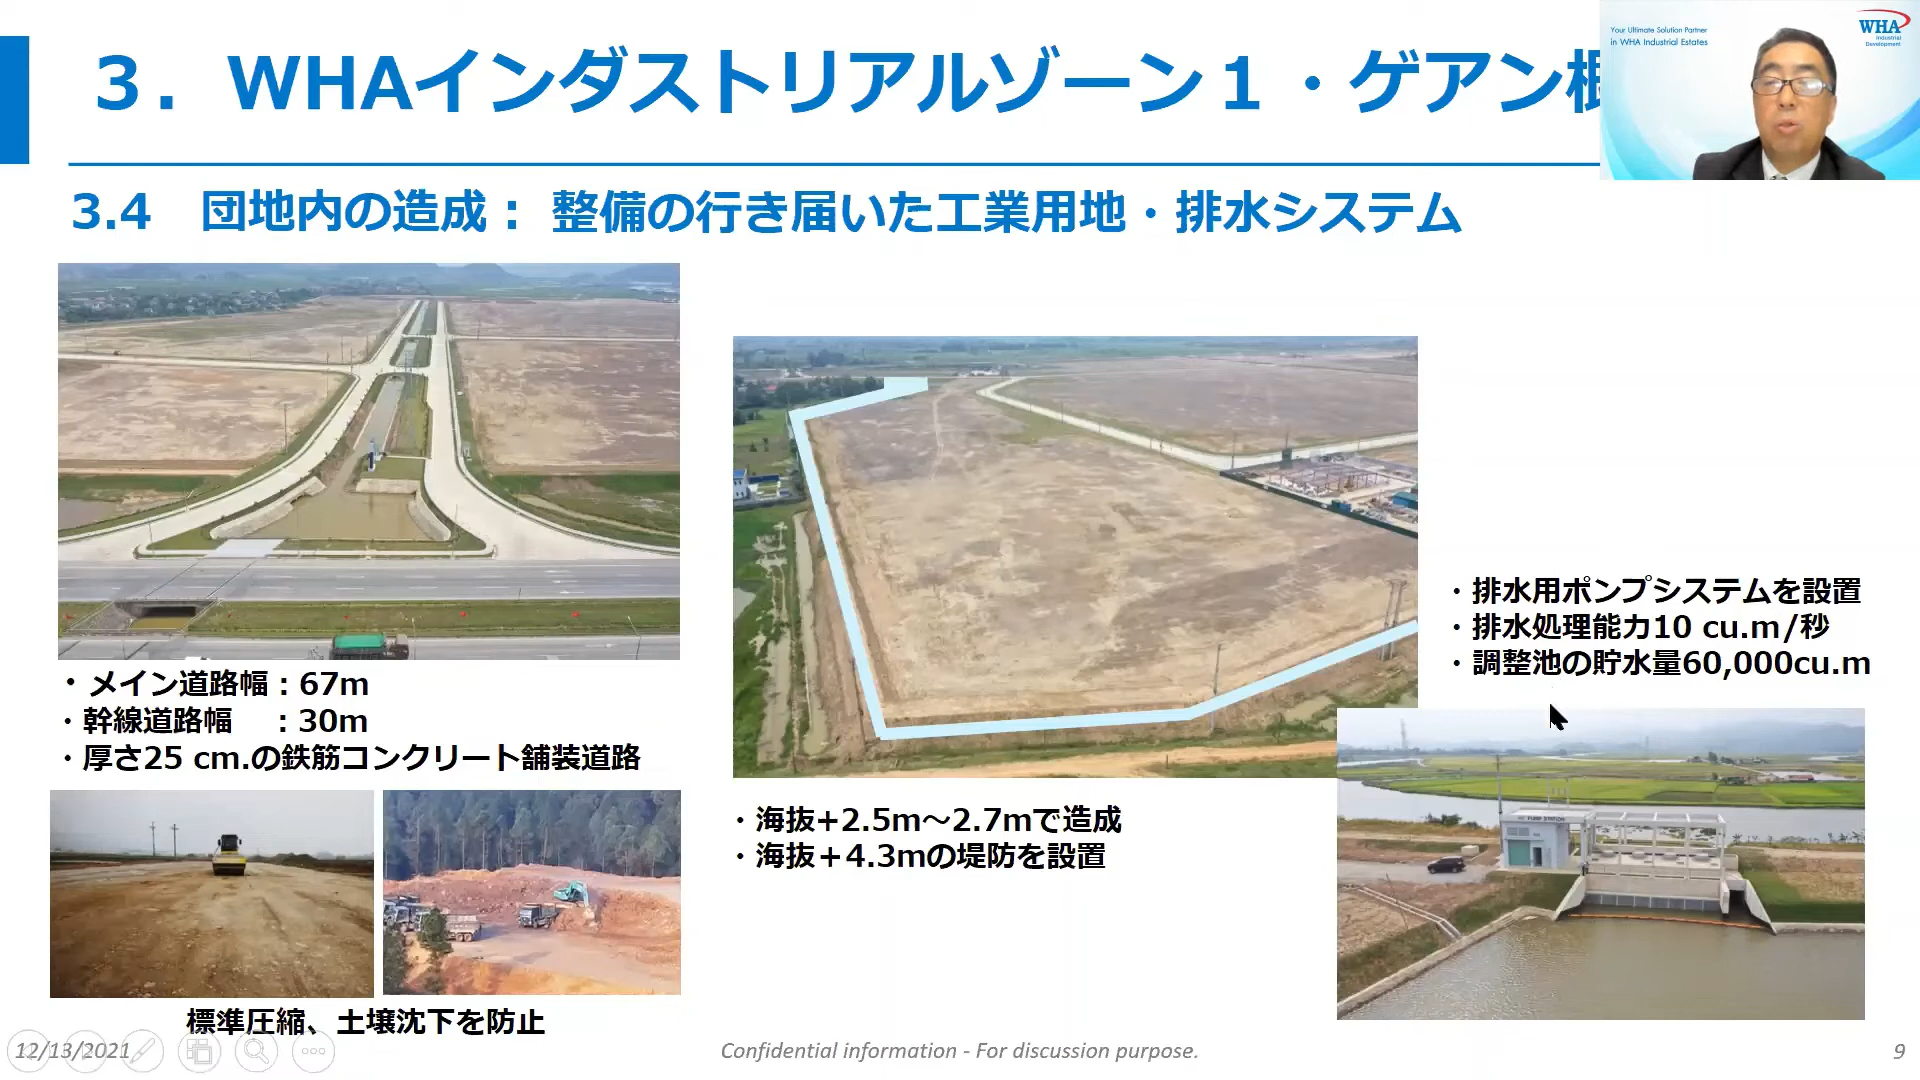 3．WHAインダストリアルゾーン１・ゲアン概
Your Ultimate Solution Partner
in WHA Industrial Estates
WHA
Industrial
Development
3.4　団地内の造成： 整備の行き届いた工業用地・排水システム
・メイン道路幅：67m
・幹線道路幅　：30m
・厚さ25 cm.の鉄筋コンクリート舗装道路
標準圧縮、土壌沈下を防止
・海抜+2.5m～2.7mで造成
・海抜＋4.3mの堤防を設置
・排水用ポンプシステムを設置
・排水処理能力10 cu.m/秒
・調整池の貯水量60,000cu.m
PUMP STATION
12/13/2021
Confidential information - For discussion purpose.
9